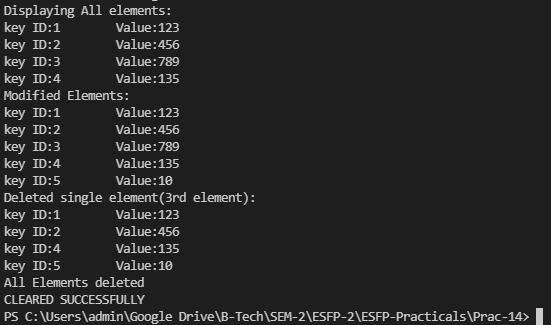 Displaying All elements:
key ID:1 Value:123
key ID:2 Value:456
key ID:3 Value:789
key ID:4 Value:135
Modified Elements:
key ID:1 Value:123
key ID:2 Value:456
key ID:3 Value:789
key ID:4 Value:135
key ID:5 Value:10
Deleted single element(3rd element):
key ID:1 Value:123
key ID:2 Value:456
key ID:4 Value:135
key ID:5 Value:10
All Elements deleted
CLEARED SUCCESSFULLY
PS C:\Users\admin\Google Drive\B-Tech\SEM-2\ESFP-2\ESFP-Practicals\Prac-14>